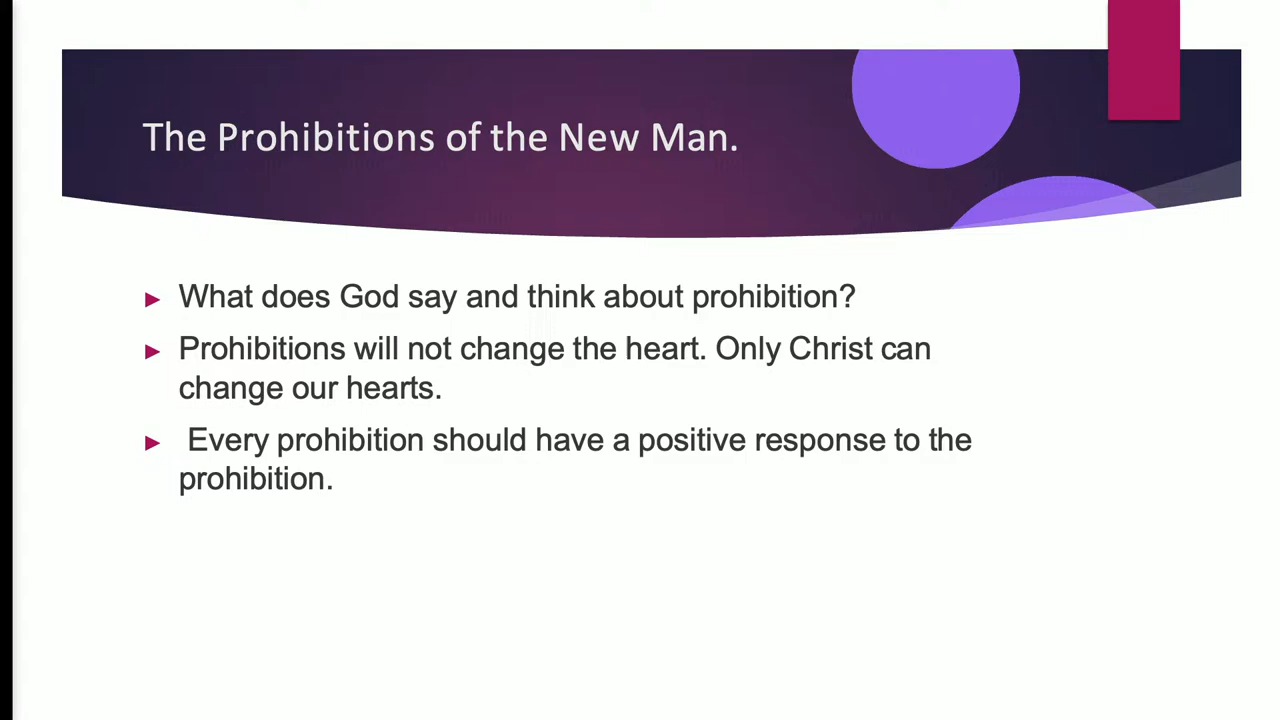 The Prohibitions of the New Man.
What does God say and think about prohibition?
Prohibitions will not change the heart. Only Christ can
change our hearts.
Every prohibition should have a positive response to the
prohibition.